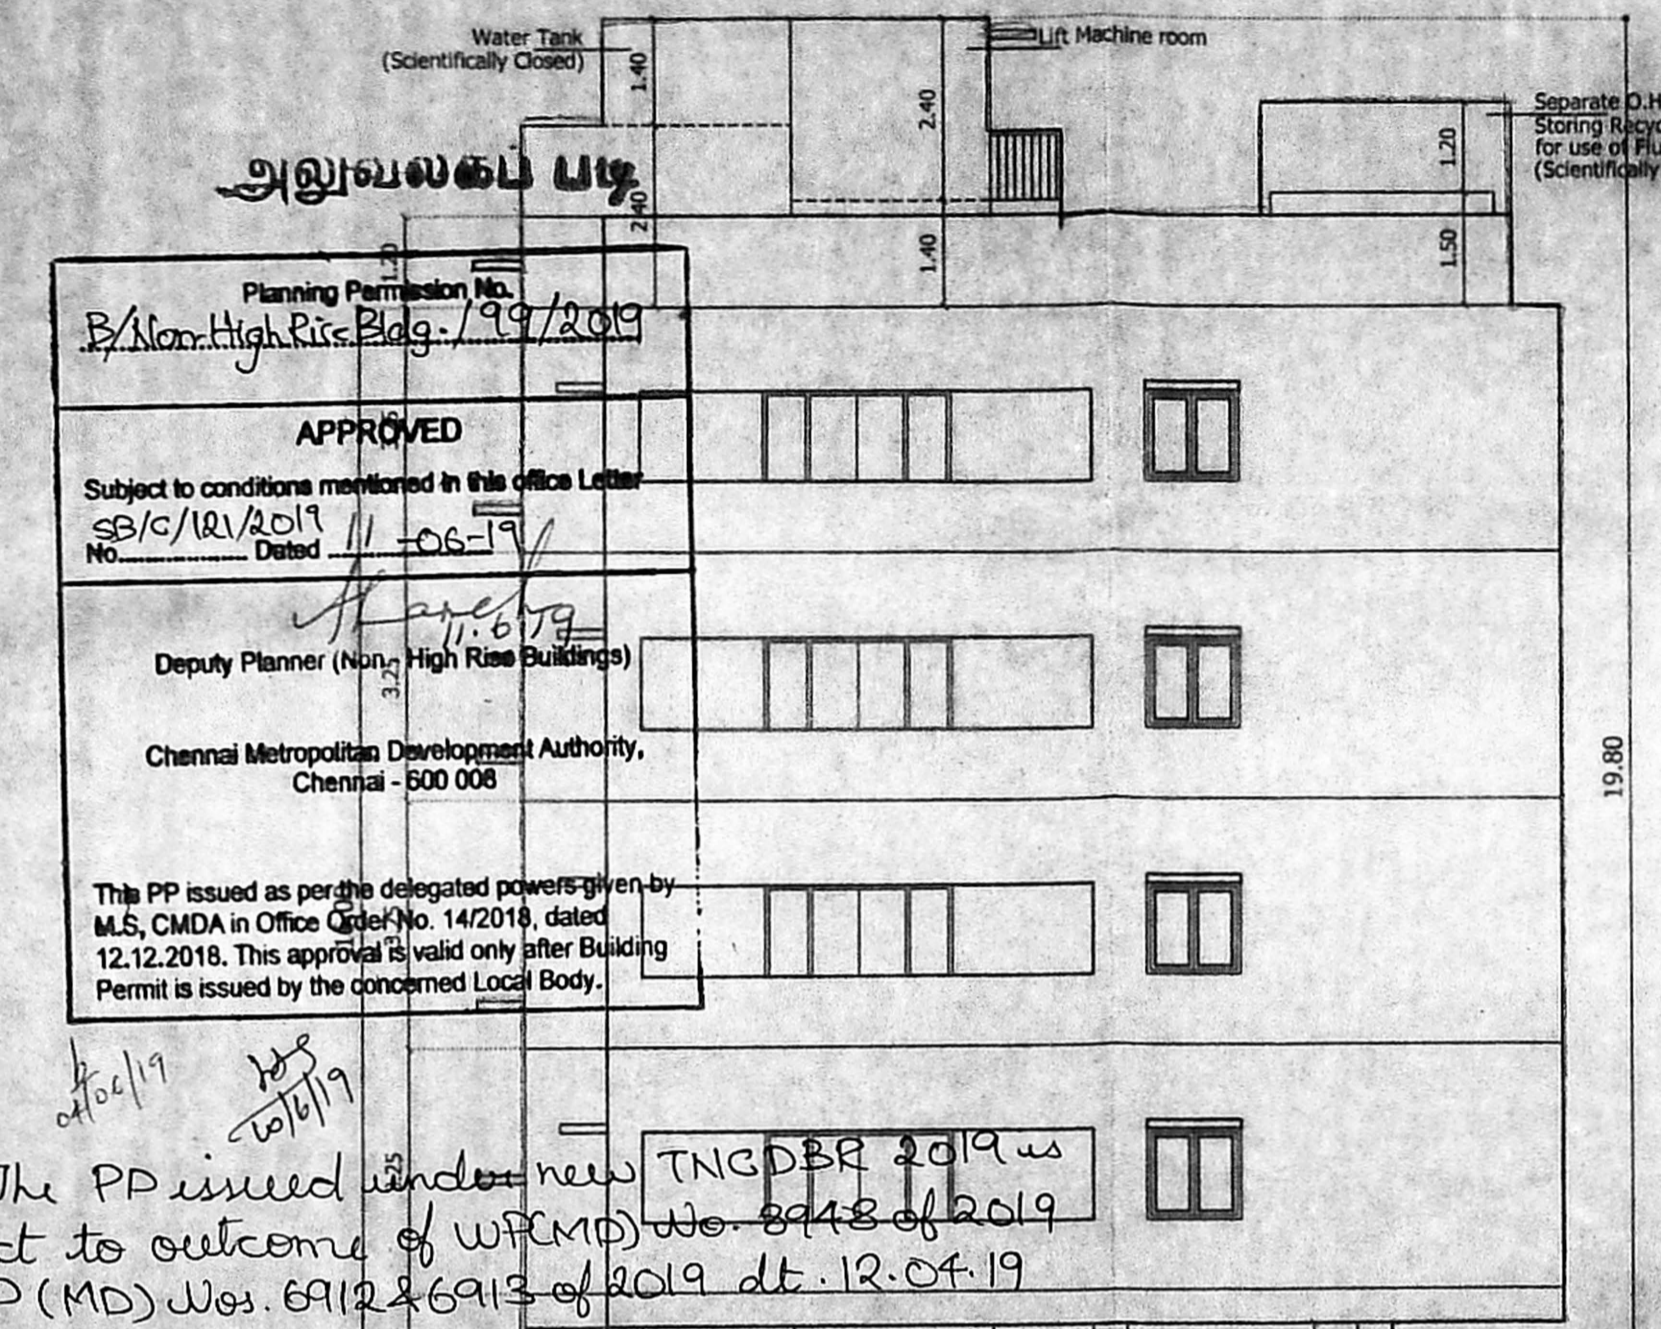 Water Tank
(Scientifically Closed)
Lift Machine room
Separate O.H
Storing Recyc
for use of Flu
(Scientifically
1.40
2.40
1.20
அலுவலகப் படி
2.40
1.40
1.50
1.20
Planning Permission No.
B/Non-High Rise Bldg./99/2019
APPROVED
Subject to conditions mentioned in this office Letter
SB/C/121/2019
No. Dated 11-06-19
11.6.19
Deputy Planner (Non- High Rise Buildings)
3.25
Chennai Metropolitan Development Authority,
Chennai - 600 008
19.80
This PP issued as per the delegated powers given by
M.S, CMDA in Office Order No. 14/2018, dated
12.12.2018. This approval is valid only after Building
Permit is issued by the concerned Local Body.
10/6/19
The PP issued under new TNCDBR 2019 is
ct to outcome of WP(MD) No. 8948 of 2019
P (MD) Nos. 6912 & 6913 of 2019 dt. 12.04.19